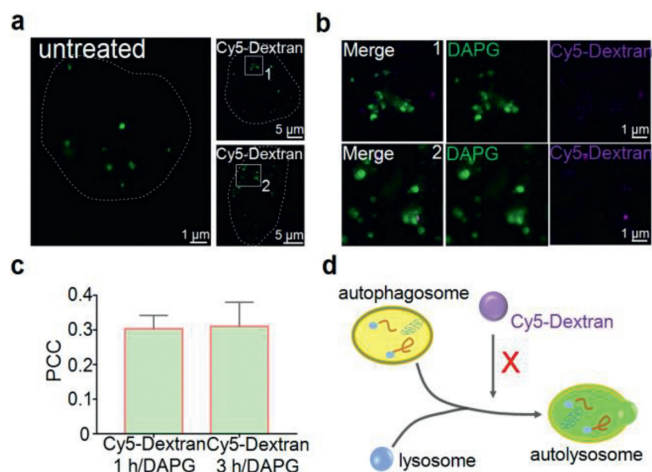 a
untreated
1 µm
Cy5-Dextran
1
5 µm
Cy5-Dextran
2
5 µm
b
Merge 1
DAPG
Cy5-Dextran
1 µm
Merge 2
DAPG
Cy5-Dextran
1 µm
c
PCC
0.4
0.3
0.2
0.1
0
Cy5-Dextran
1 h/DAPG
Cy5-Dextran
3 h/DAPG
d
autophagosome
Cy5-Dextran
X
lysosome
autolysosome